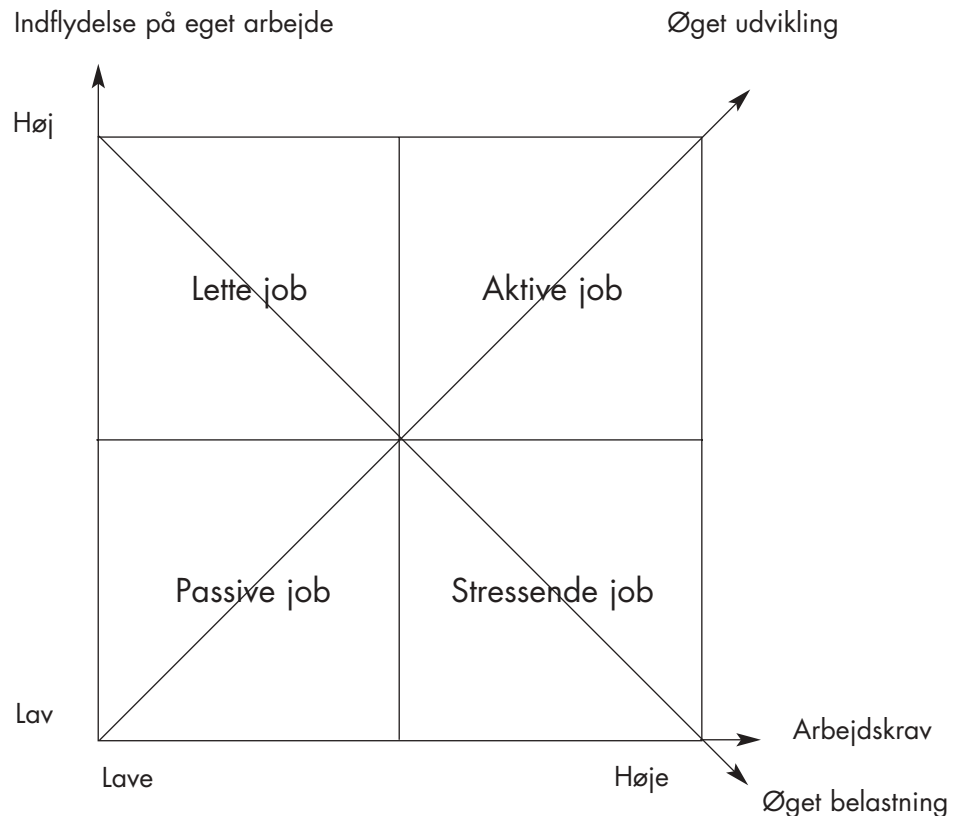 Indflydelse på eget arbejde
Øget udvikling
Høj
Lette job
Aktive job
Passive job
Stressende job
Lav
Arbejdskrav
Lave
Høje
Øget belastning